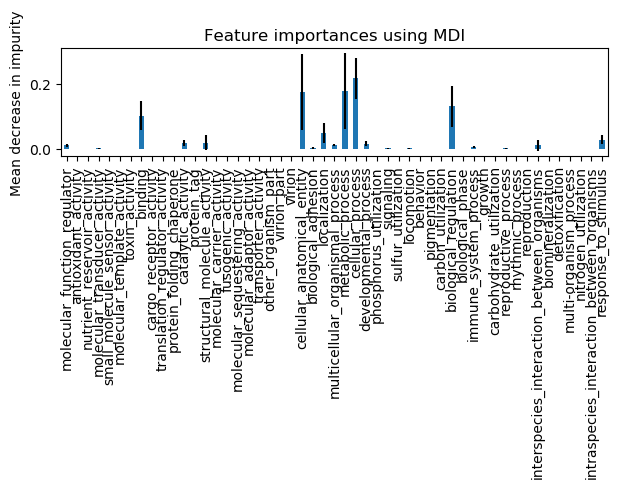 Feature importances using MDI
Mean decrease in impurity
0.2
0.0
molecular_function_regulator
antioxidant_activity
nutrient_reservoir_activity
molecular_transducer_activity
small_molecule_sensor_activity
molecular_template_activity
toxin_activity
binding
cargo_receptor_activity
translation_regulator_activity
protein_folding_chaperone
catalytic_activity
protein_tag
structural_molecule_activity
molecular_carrier_activity
fusogenic_activity
molecular_sequestering_activity
molecular_adaptor_activity
transporter_activity
other_organism_part
virion_part
virion
cellular_anatomical_entity
biological_adhesion
localization
multicellular_organismal_process
metabolic_process
cellular_process
developmental_process
phosphorus_utilization
signaling
sulfur_utilization
locomotion
behavior
pigmentation
carbon_utilization
biological_regulation
biological_phase
immune_system_process
growth
carbohydrate_utilization
reproductive_process
rhythmic_process
reproduction
interspecies_interaction_between_organisms
biomineralization
detoxification
multi-organism_process
nitrogen_utilization
intraspecies_interaction_between_organisms
response_to_stimulus